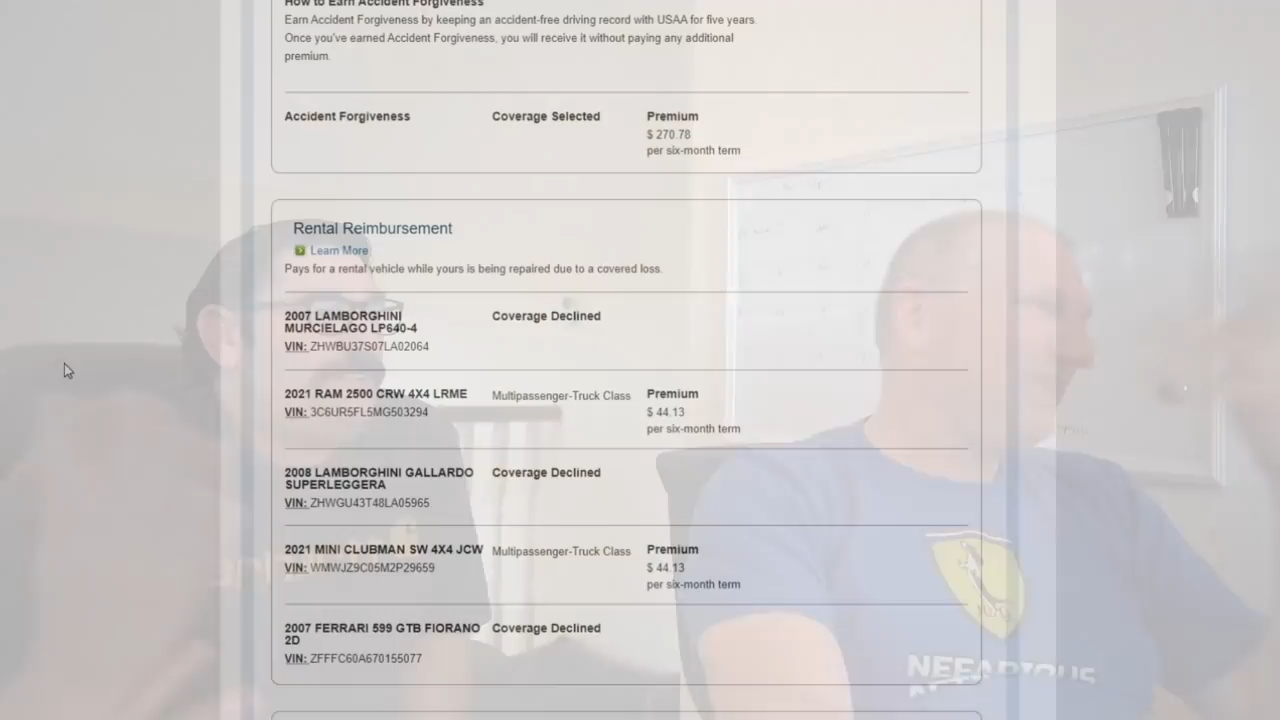 How to Earn Accident Forgiveness
Earn Accident Forgiveness by keeping an accident-free driving record with USAA for five years.
Once you've earned Accident Forgiveness, you will receive it without paying any additional
premium.
Accident Forgiveness Coverage Selected Premium
$ 270.78
per six-month term
Rental Reimbursement
Learn More
Pays for a rental vehicle while yours is being repaired due to a covered loss.
2007 LAMBORGHINI Coverage Declined
MURCIELAGO LP640-4
VIN: ZHWBU37S07LA02064
2021 RAM 2500 CRW 4X4 LRME Multipassenger-Truck Class Premium
VIN: 3C6UR5FL5MG503294 $ 44.13
per six-month term
2008 LAMBORGHINI GALLARDO Coverage Declined
SUPERLEGGERA
VIN: ZHWGU43T48LA05965
2021 MINI CLUBMAN SW 4X4 JCW Multipassenger-Truck Class Premium
VIN: WMWJZ9C05M2P29659 $ 44.13
per six-month term
2007 FERRARI 599 GTB FIORANO Coverage Declined
2D
VIN: ZFFFC60A670155077
NEFARIOUS